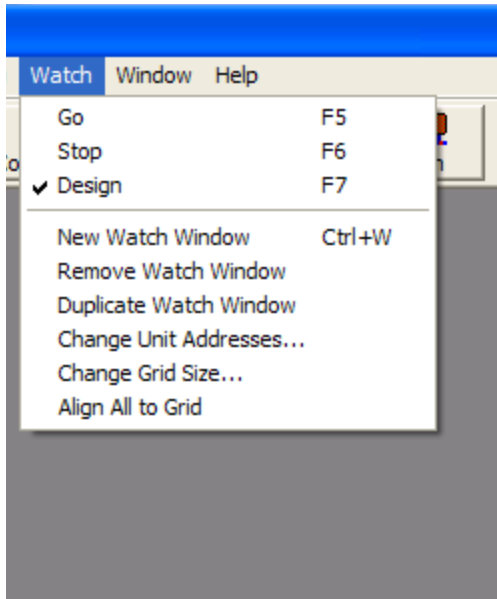 Watch Window Help
Go F5
Stop F6
Design F7
New Watch Window Ctrl+W
Remove Watch Window
Duplicate Watch Window
Change Unit Addresses...
Change Grid Size...
Align All to Grid